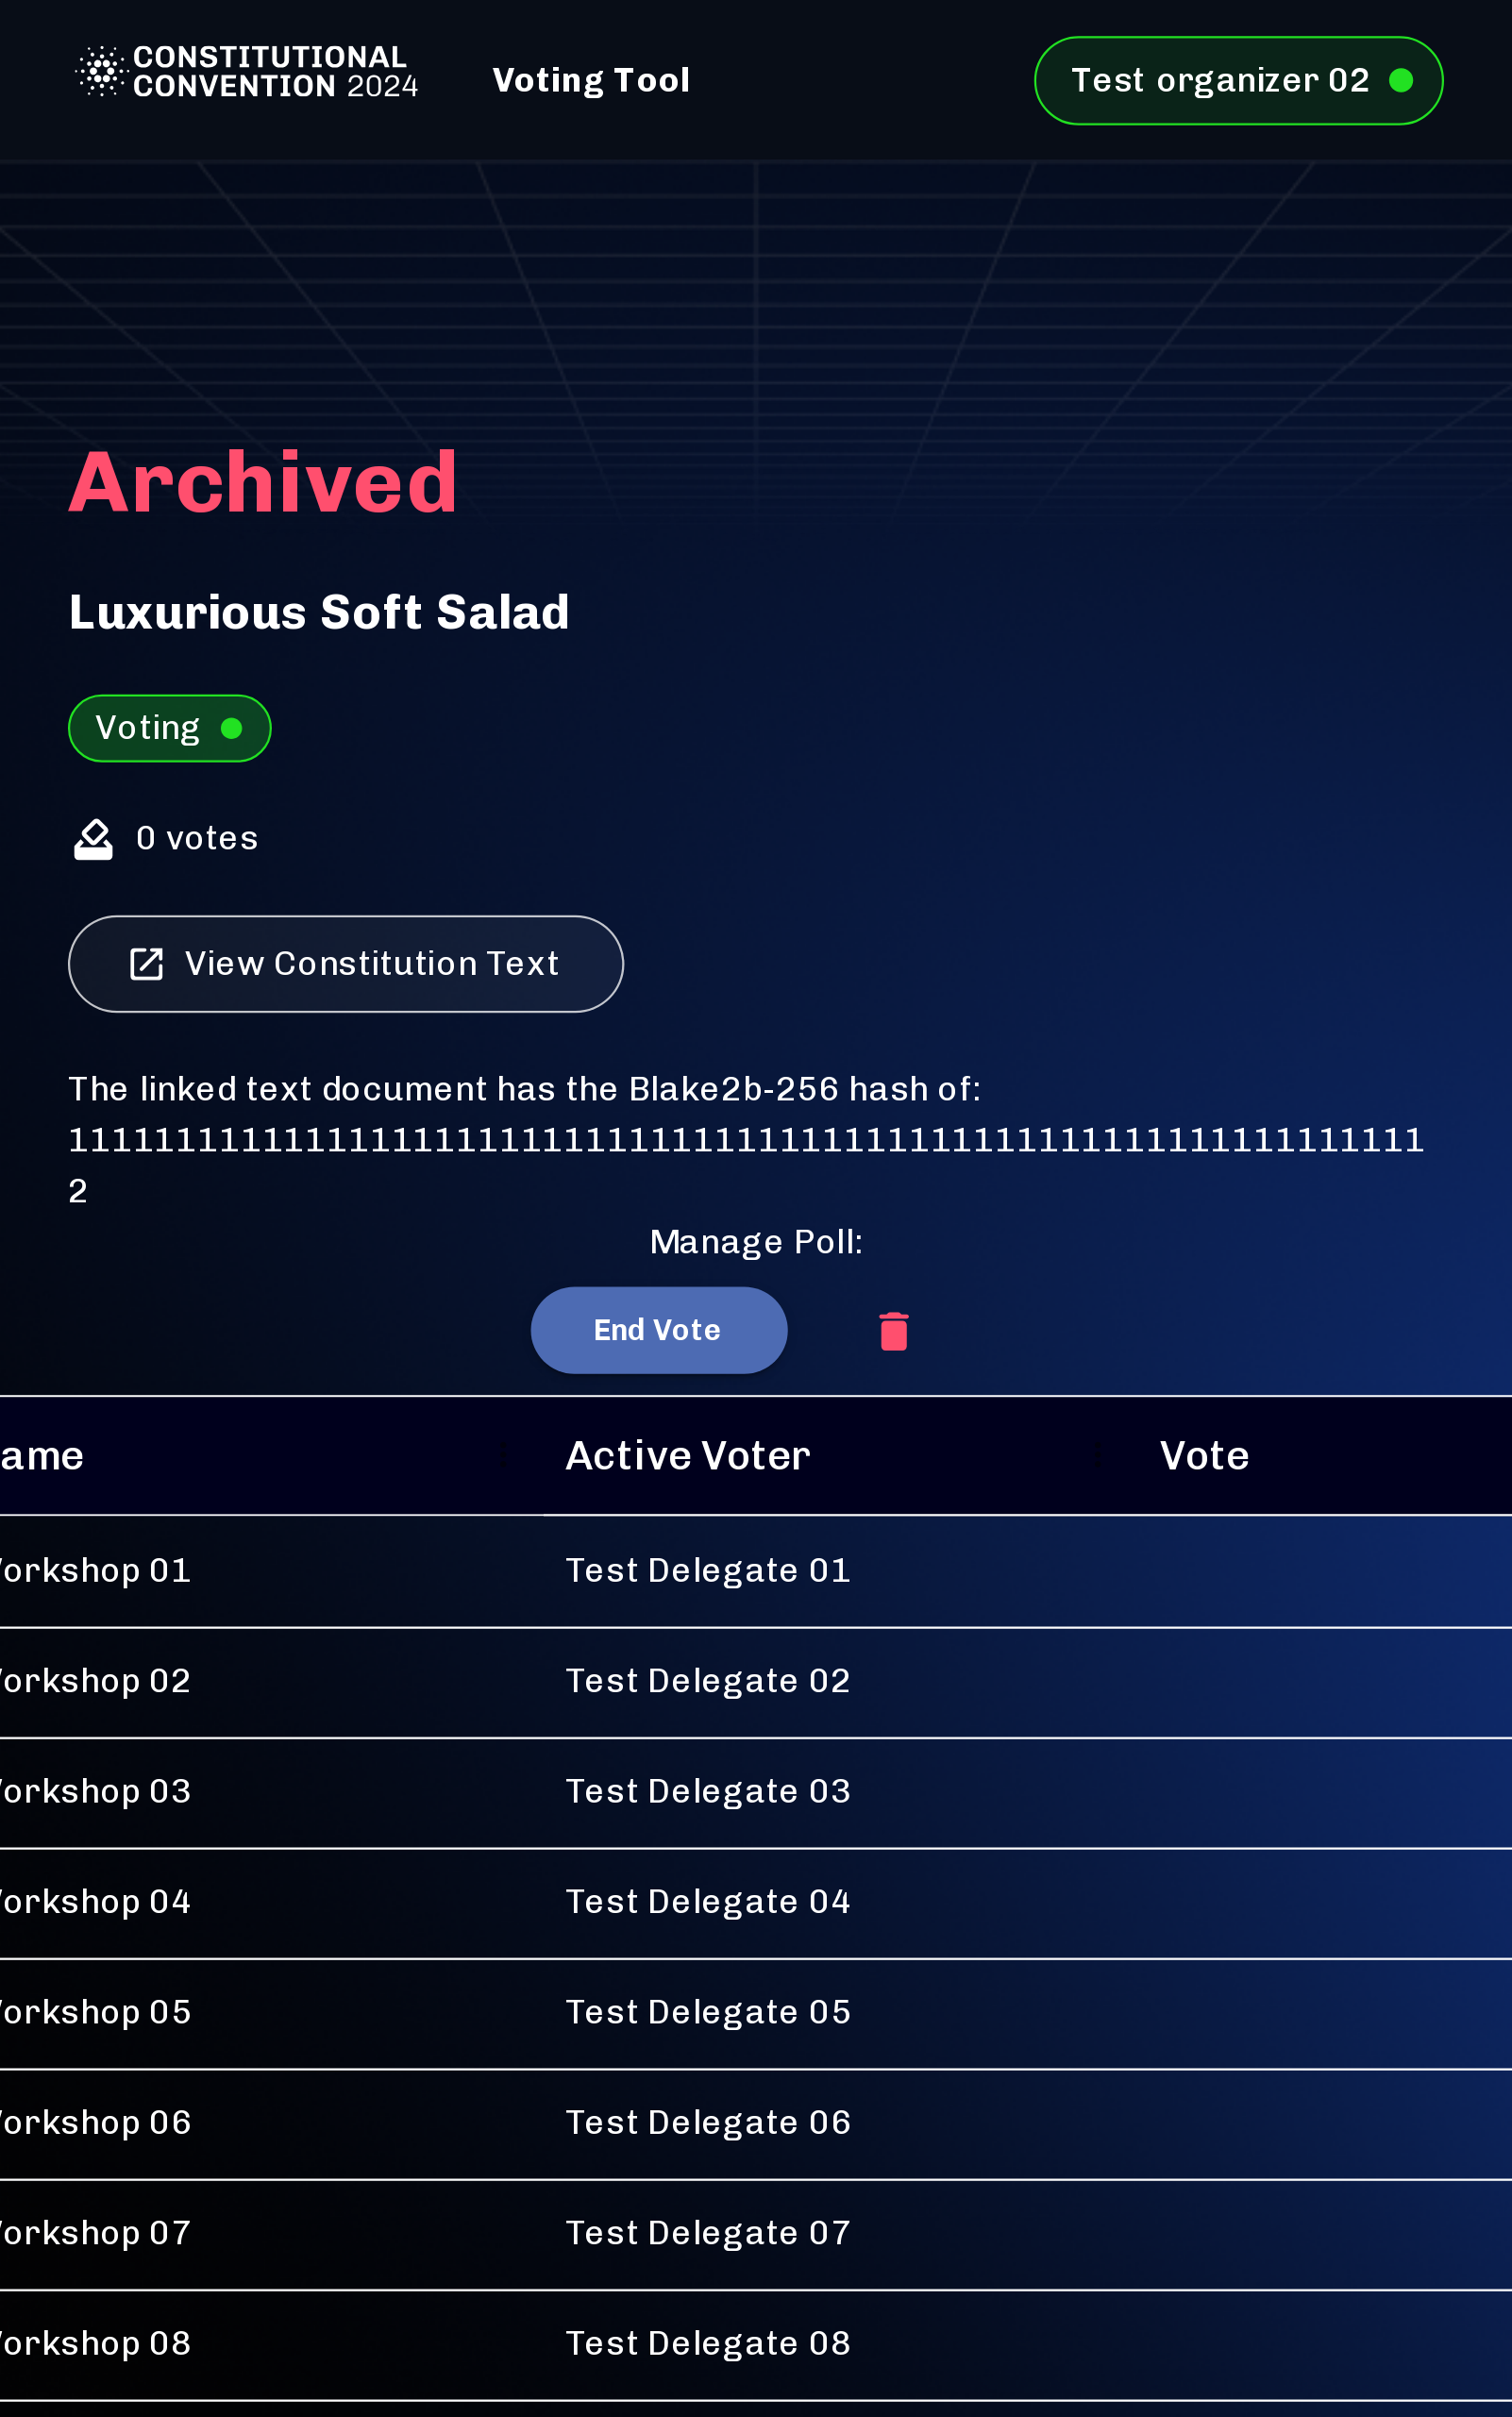 CONSTITUTIONAL
CONVENTION 2024
Voting Tool
Test organizer 02
Archived
Luxurious Soft Salad
Voting
0 votes
View Constitution Text
The linked text document has the Blake2b-256 hash of:
111111111111111111111111111111111111111111111111111111111111111
2
Manage Poll:
End Vote
ame Active Voter Vote
orkshop 01 Test Delegate 01
orkshop 02 Test Delegate 02
orkshop 03 Test Delegate 03
orkshop 04 Test Delegate 04
orkshop 05 Test Delegate 05
orkshop 06 Test Delegate 06
orkshop 07 Test Delegate 07
orkshop 08 Test Delegate 08